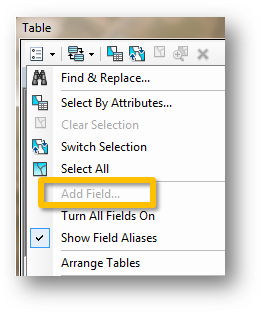 Table
Find & Replace...
Select By Attributes...
Clear Selection
Switch Selection
Select All
Add Field...
Turn All Fields On
Show Field Aliases
Arrange Tables